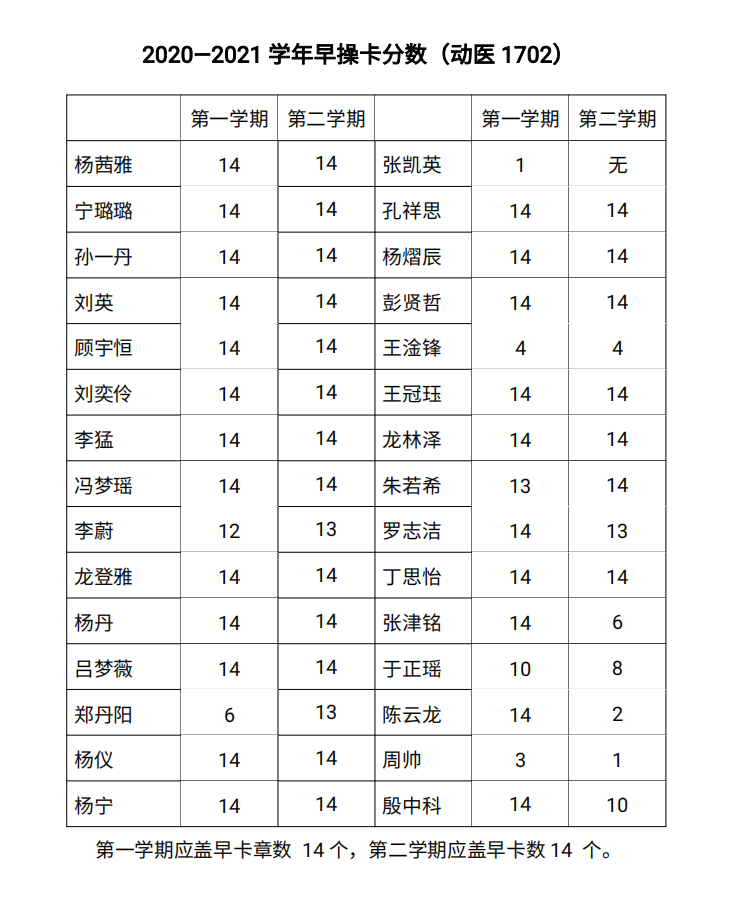 2020—2021 学年早操卡分数（动医 1702）
第一学期 第二学期 第一学期 第二学期
杨茜雅 14 14 张凯英 1 无
宁璐璐 14 14 孔祥思 14 14
孙一丹 14 14 杨熠辰 14 14
刘英 14 14 彭贤哲 14 14
顾宇恒 14 14 王淦锋 4 4
刘奕伶 14 14 王冠珏 14 14
李猛 14 14 龙林泽 14 14
冯梦瑶 14 14 朱若希 13 14
李蔚 12 13 罗志洁 14 13
龙登雅 14 14 丁思怡 14 14
杨丹 14 14 张津铭 14 6
吕梦薇 14 14 于正瑶 10 8
郑丹阳 6 13 陈云龙 14 2
杨仪 14 14 周帅 3 1
杨宁 14 14 殷中科 14 10
第一学期应盖早卡章数 14 个，第二学期应盖早卡数 14 个。